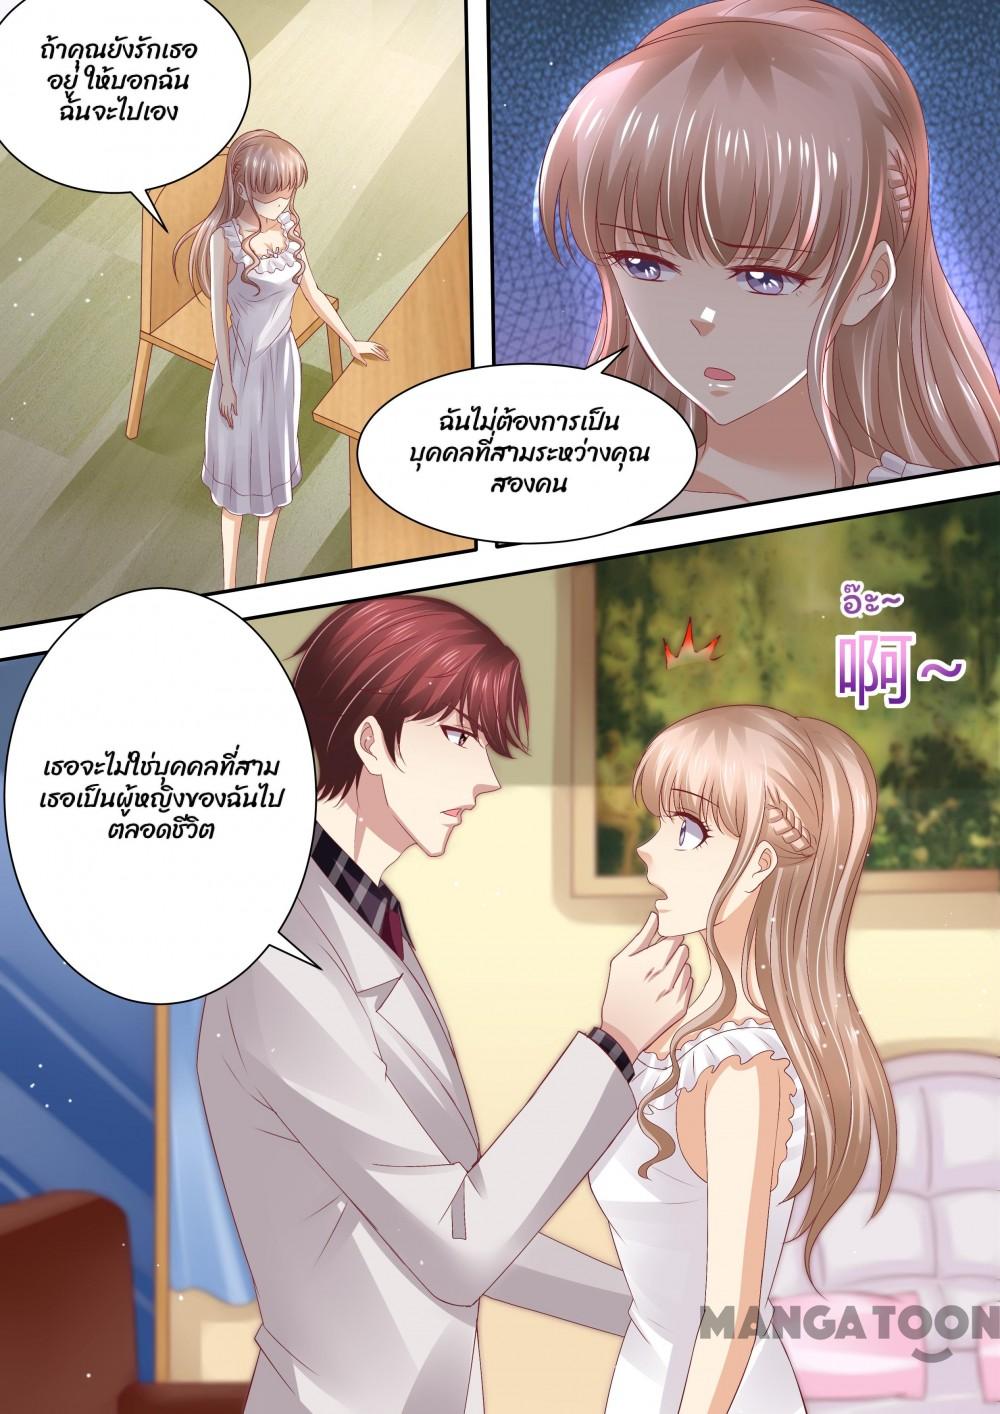 ถ้าคุณยังรักเธอ
อยู่ ให้บอกฉัน
ฉันจะไปเอง
ฉันไม่ต้องการเป็น
บุคคลที่สามระหว่างคุณ
สองคน
อ๊ะ~
啊~
เธอจะไม่ใช่บุคคลที่สาม
เธอเป็นผู้หญิงของฉันไป
ตลอดชีวิต
MANGATOON